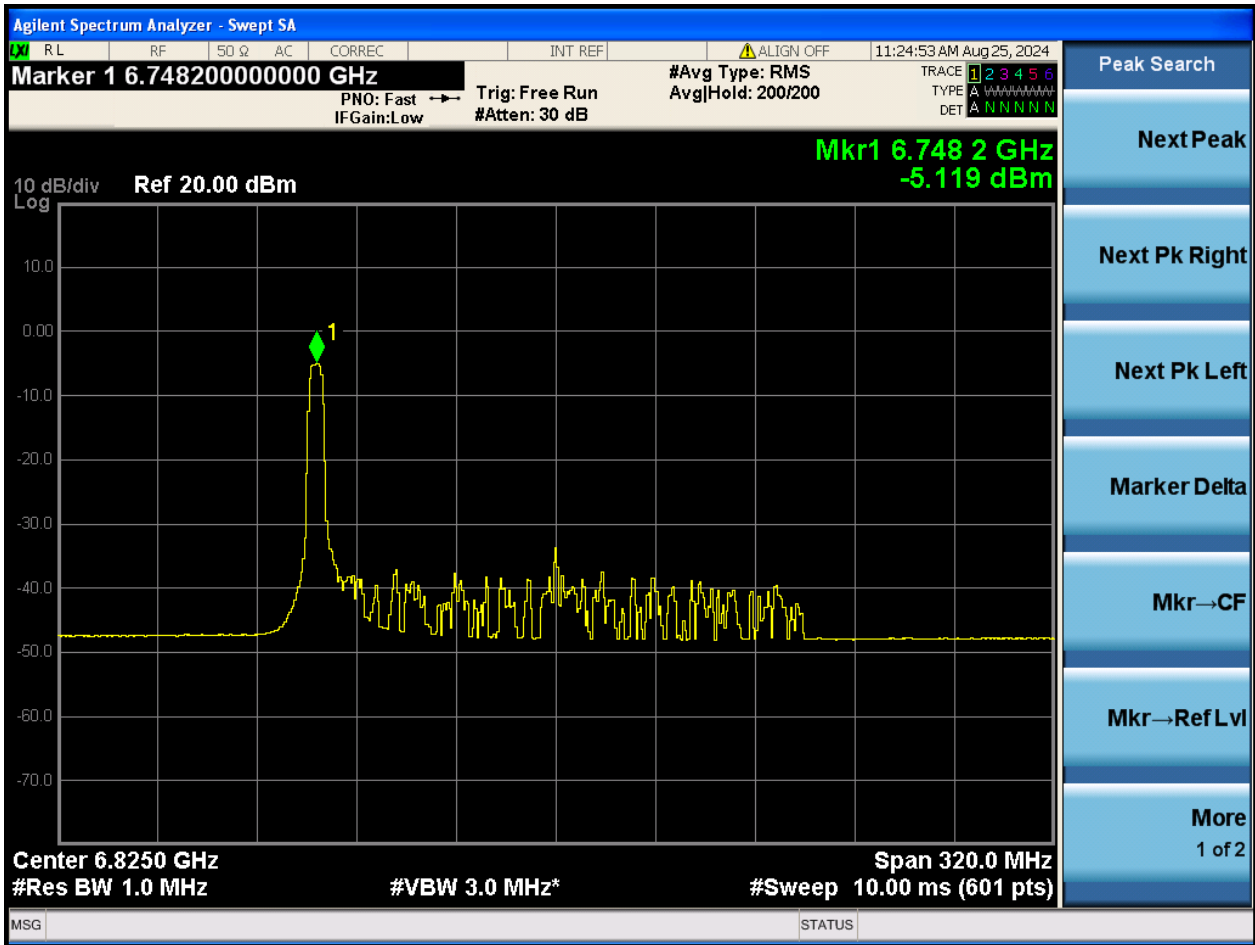 Agilent Spectrum Analyzer - Swept SA
LXI RL RF 50 Ω AC CORREC INT REF ALIGN OFF 11:24:53 AM Aug 25, 2024
Marker 1 6.748200000000 GHz
PNO: Fast
IFGain:Low
Trig: Free Run
#Atten: 30 dB
#Avg Type: RMS
Avg|Hold: 200/200
TRACE 1 2 3 4 5 6
TYPE A WWWWW
DET A N N N N N
Mkr1 6.748 2 GHz
-5.119 dBm
10 dB/div Ref 20.00 dBm
Log
10.0
0.00
-10.0
-20.0
-30.0
-40.0
-50.0
-60.0
-70.0
1
Center 6.8250 GHz Span 320.0 MHz
#Res BW 1.0 MHz #VBW 3.0 MHz* #Sweep 10.00 ms (601 pts)
MSG STATUS
Peak Search
Next Peak
Next Pk Right
Next Pk Left
Marker Delta
Mkr→CF
Mkr→Ref Lvl
More
1 of 2